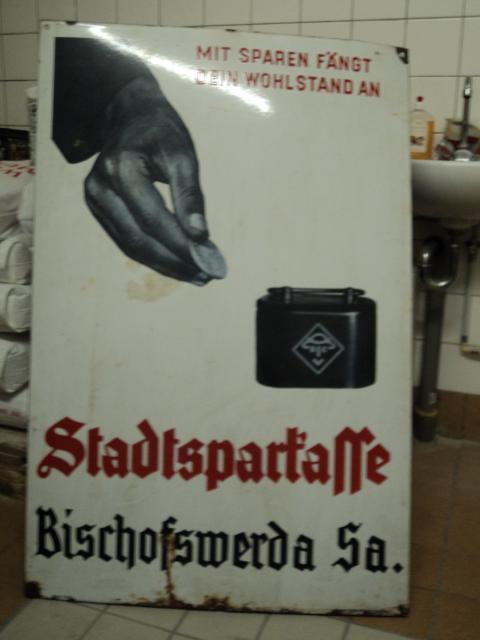 MIT SPAREN FÄNGT
DEIN WOHLSTAND AN
Stadtsparkasse
Bischofswerda Sa.